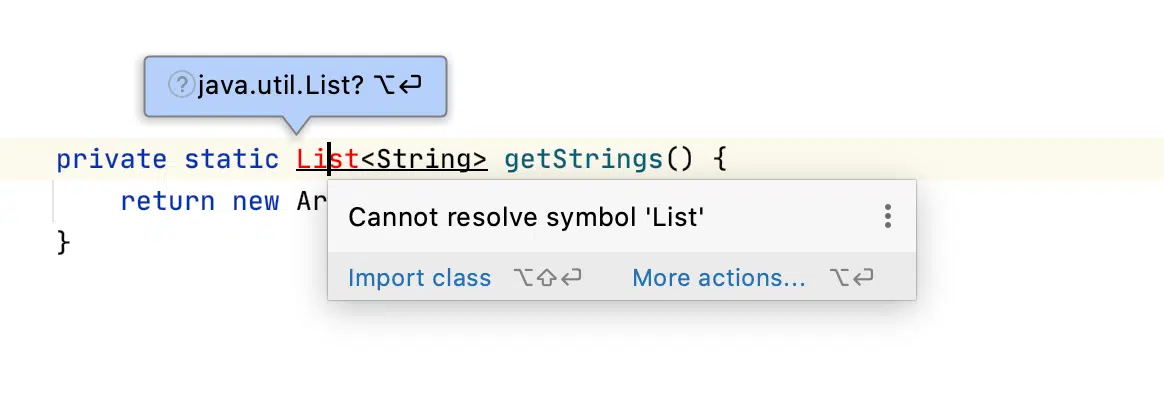 java.util.List? ⌥⏎
private static List<String> getStrings() {
return new Ar
Cannot resolve symbol 'List'
}
Import class ⌥⇧⏎ More actions... ⌥⏎